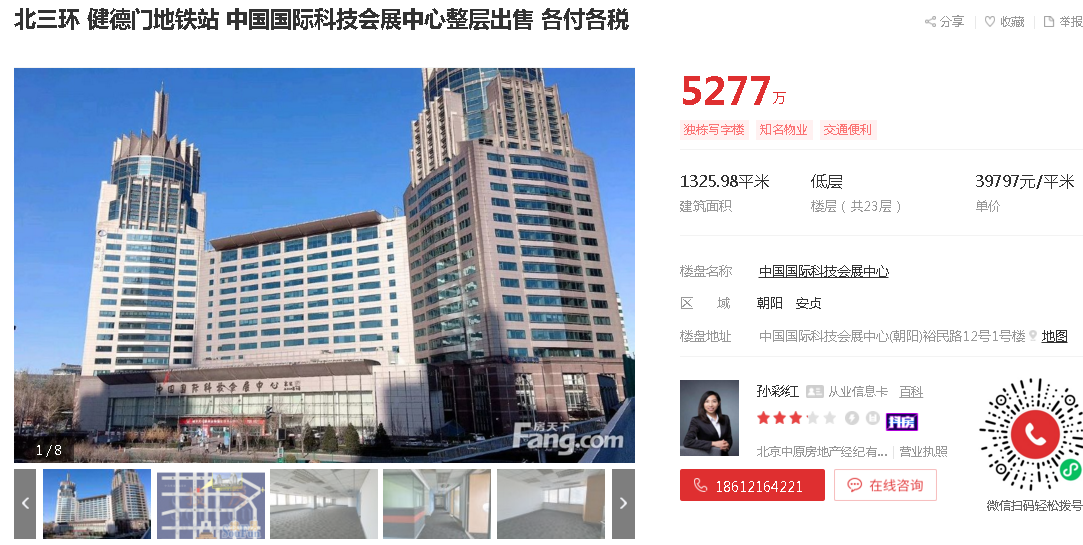 北三环 健德门地铁站 中国国际科技会展中心整层出售 各付各税
分享 收藏 举报
中国国际科技会展中心
房天下
Fang.com
1 / 8
5277万
独栋写字楼 知名物业 交通便利
1325.98平米 低层 39797元/平米
建筑面积 楼层（共23层） 单价
楼盘名称 中国国际科技会展中心
区 域 朝阳 安贞
楼盘地址 中国国际科技会展中心(朝阳)裕民路12号1号楼 地图
孙彩红 从业信息卡 百科
抖房
北京中原房地产经纪有... 营业执照
18612164221 在线咨询
微信扫码轻松拨号